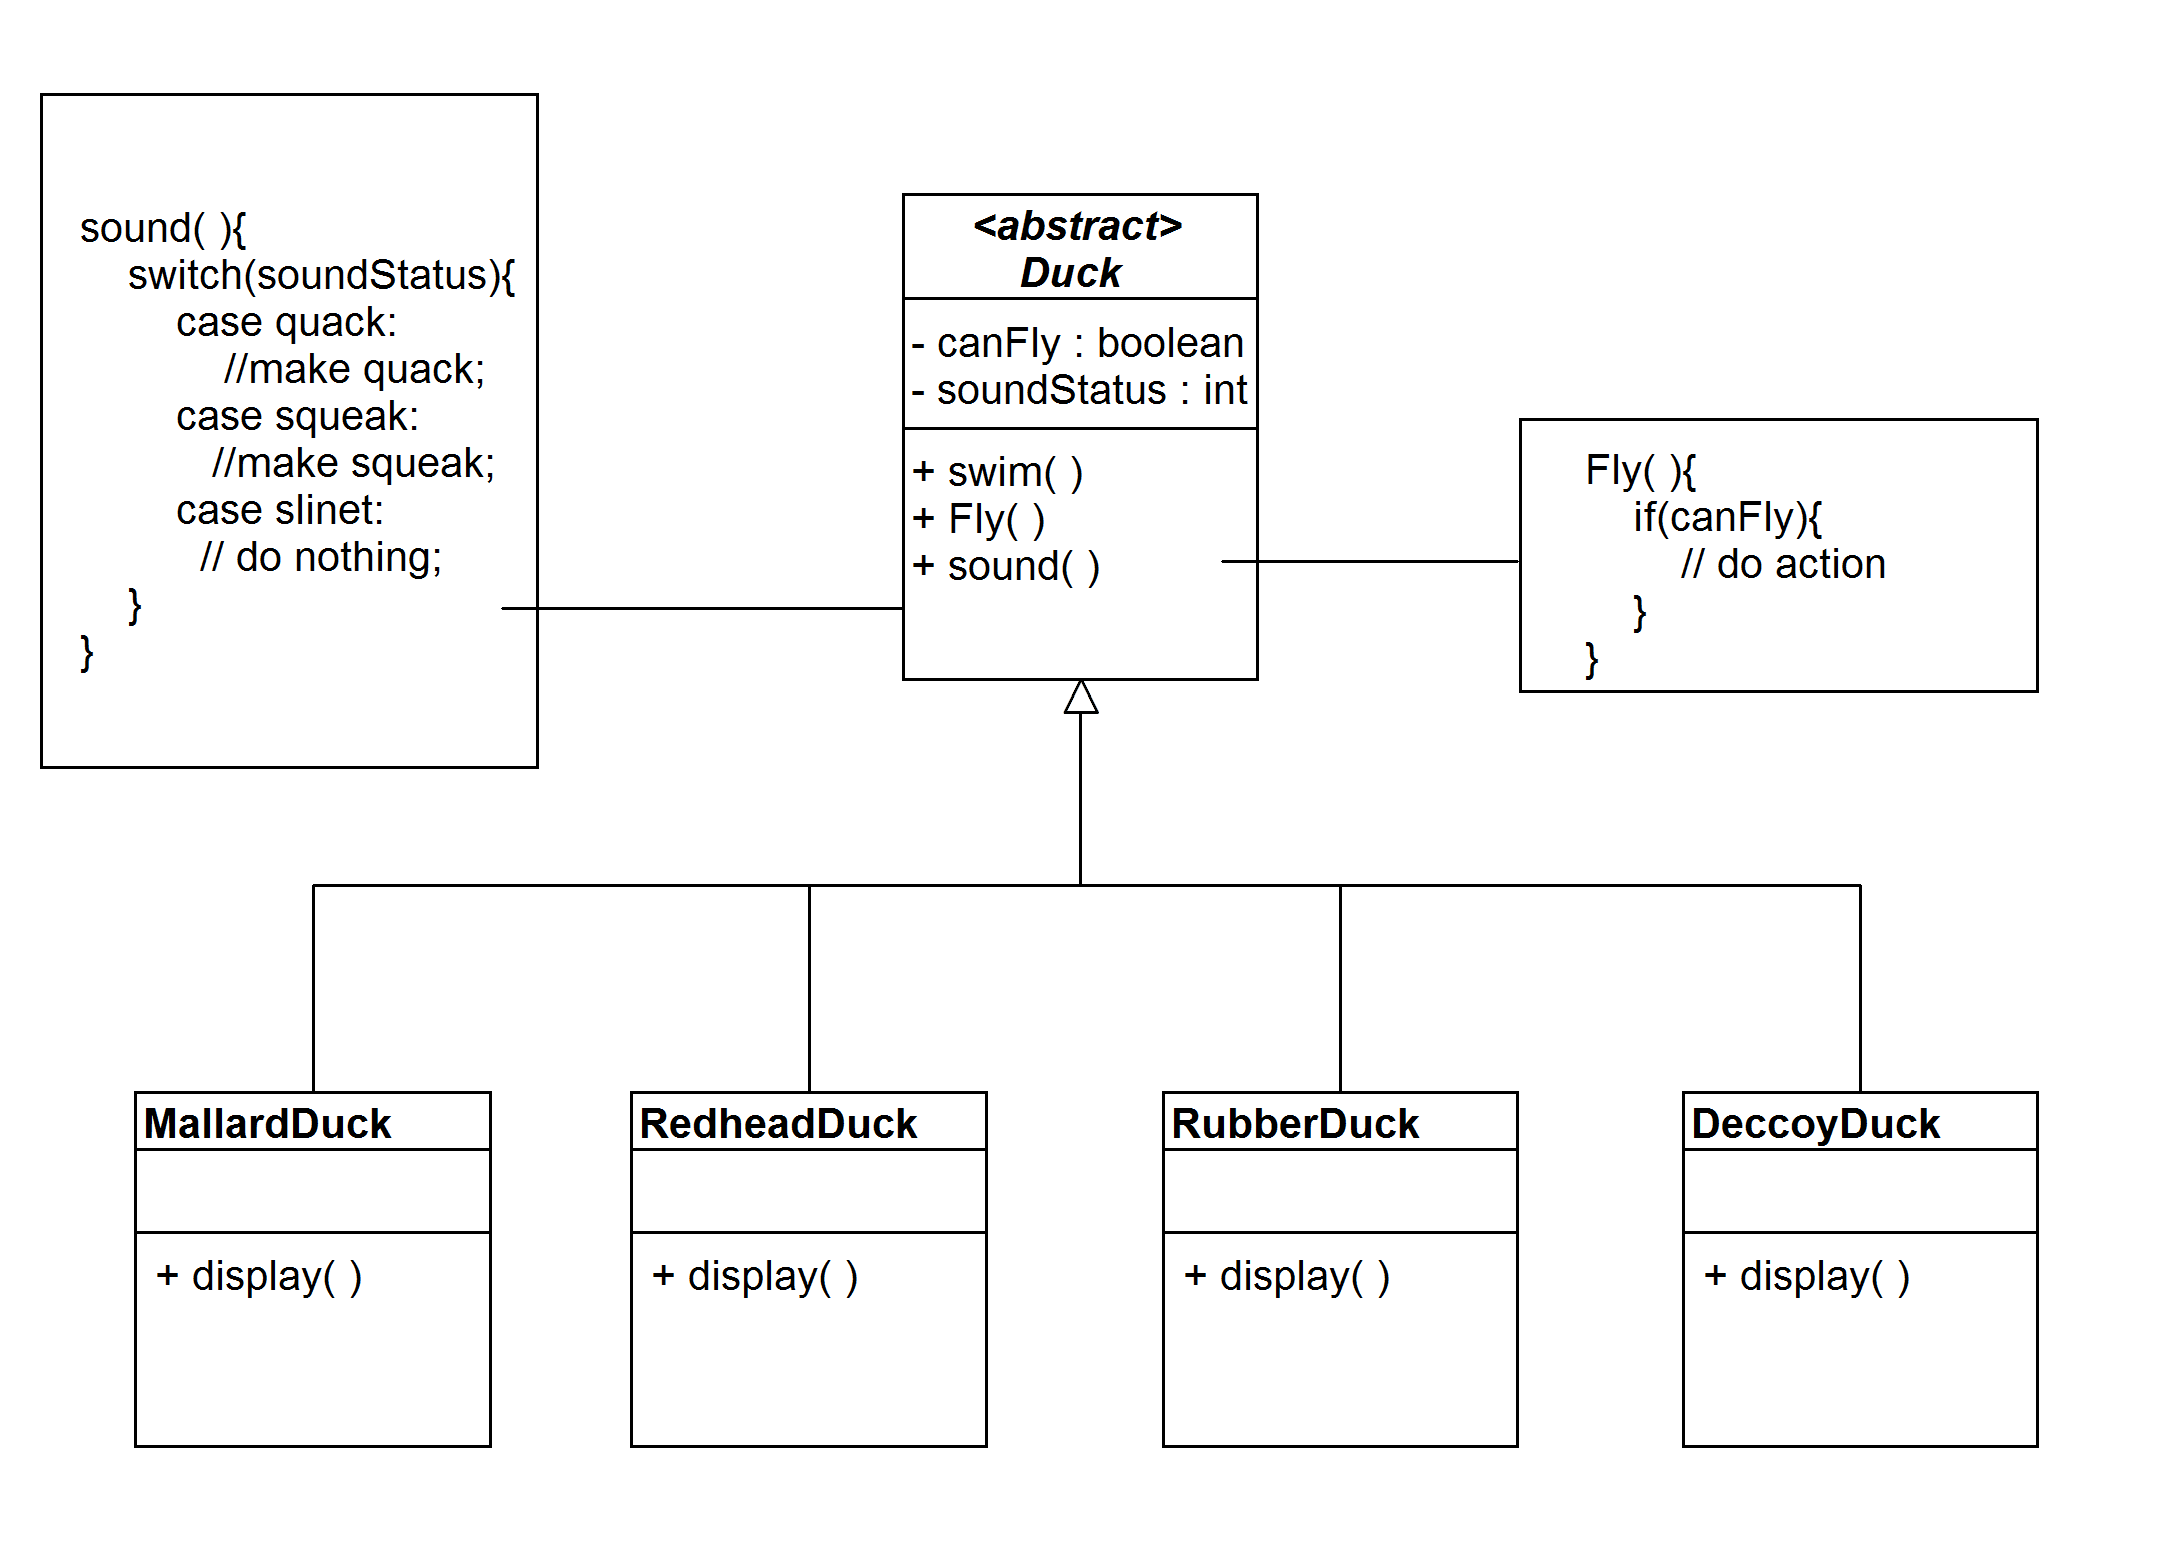 sound( ){
switch(soundStatus){
case quack:
//make quack;
case squeak:
//make squeak;
case slinet:
// do nothing;
}
}
<abstract>
Duck
- canFly : boolean
- soundStatus : int
+ swim( )
+ Fly( )
+ sound( )
Fly( ){
if(canFly){
// do action
}
}
MallardDuck
+ display( )
RedheadDuck
+ display( )
RubberDuck
+ display( )
DeccoyDuck
+ display( )